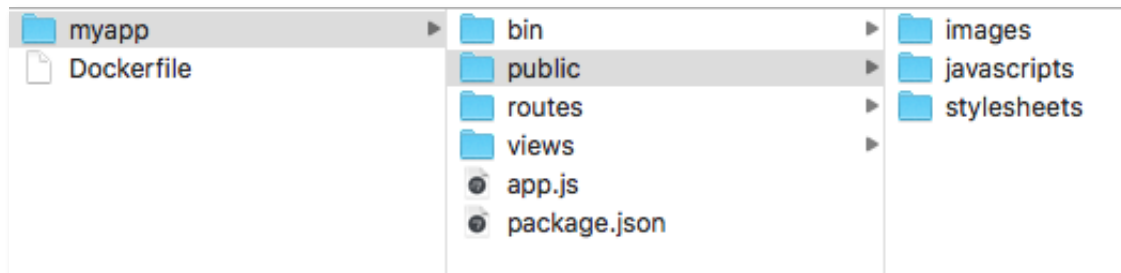 myapp
Dockerfile
bin
public
routes
views
app.js
package.json
images
javascripts
stylesheets